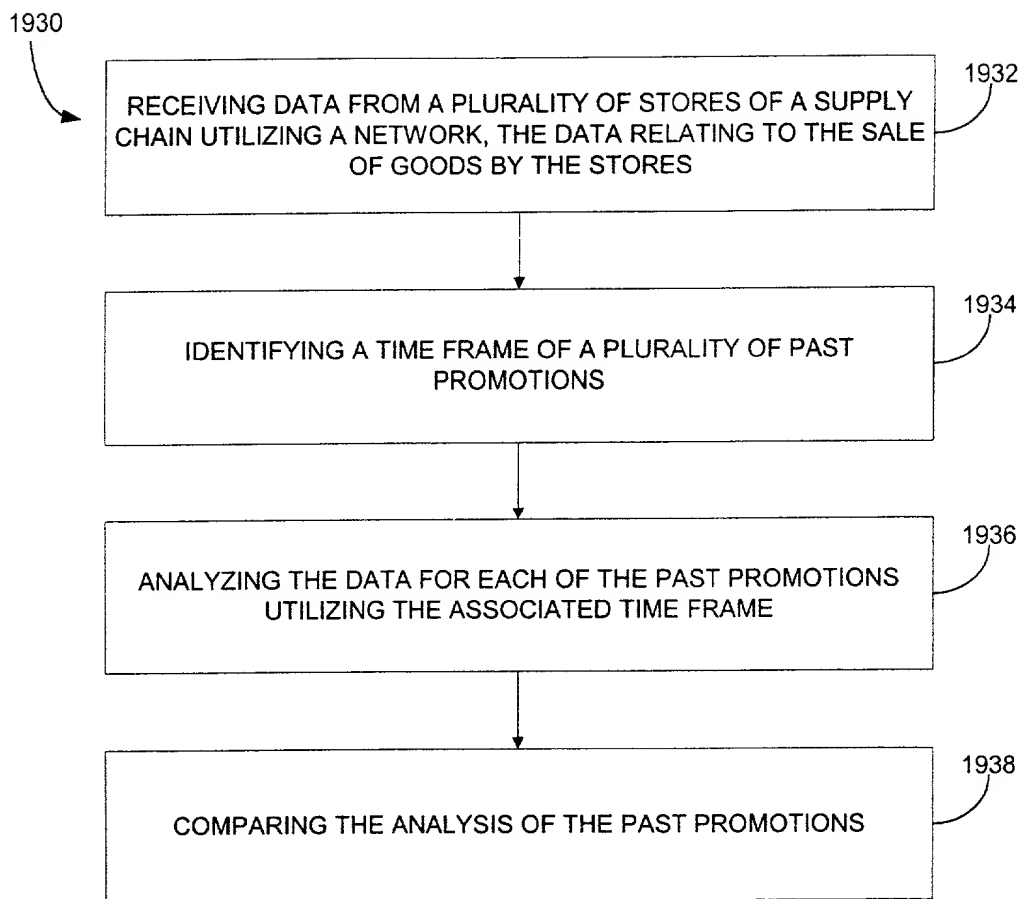 1930
1932
RECEIVING DATA FROM A PLURALITY OF STORES OF A SUPPLY
CHAIN UTILIZING A NETWORK, THE DATA RELATING TO THE SALE
OF GOODS BY THE STORES
1934
IDENTIFYING A TIME FRAME OF A PLURALITY OF PAST
PROMOTIONS
1936
ANALYZING THE DATA FOR EACH OF THE PAST PROMOTIONS
UTILIZING THE ASSOCIATED TIME FRAME
1938
COMPARING THE ANALYSIS OF THE PAST PROMOTIONS